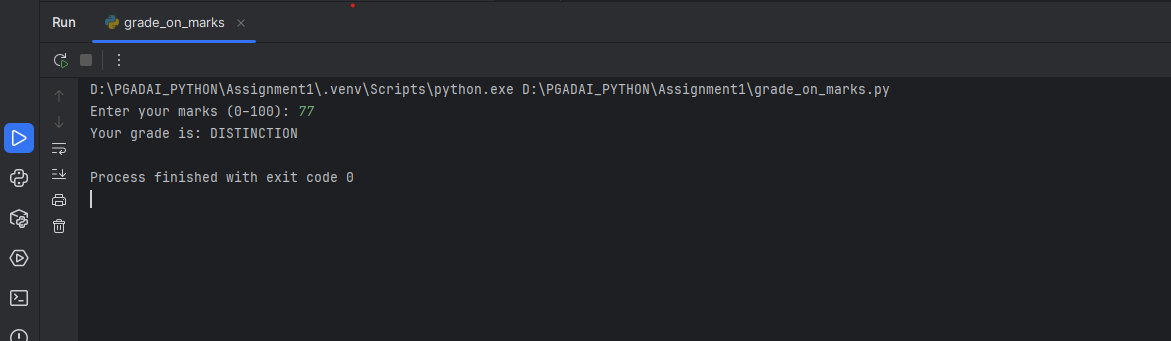 Run grade_on_marks
D:\PGADAI_PYTHON\Assignment1\.venv\Scripts\python.exe D:\PGADAI_PYTHON\Assignment1\grade_on_marks.py
Enter your marks (0-100): 77
Your grade is: DISTINCTION
Process finished with exit code 0